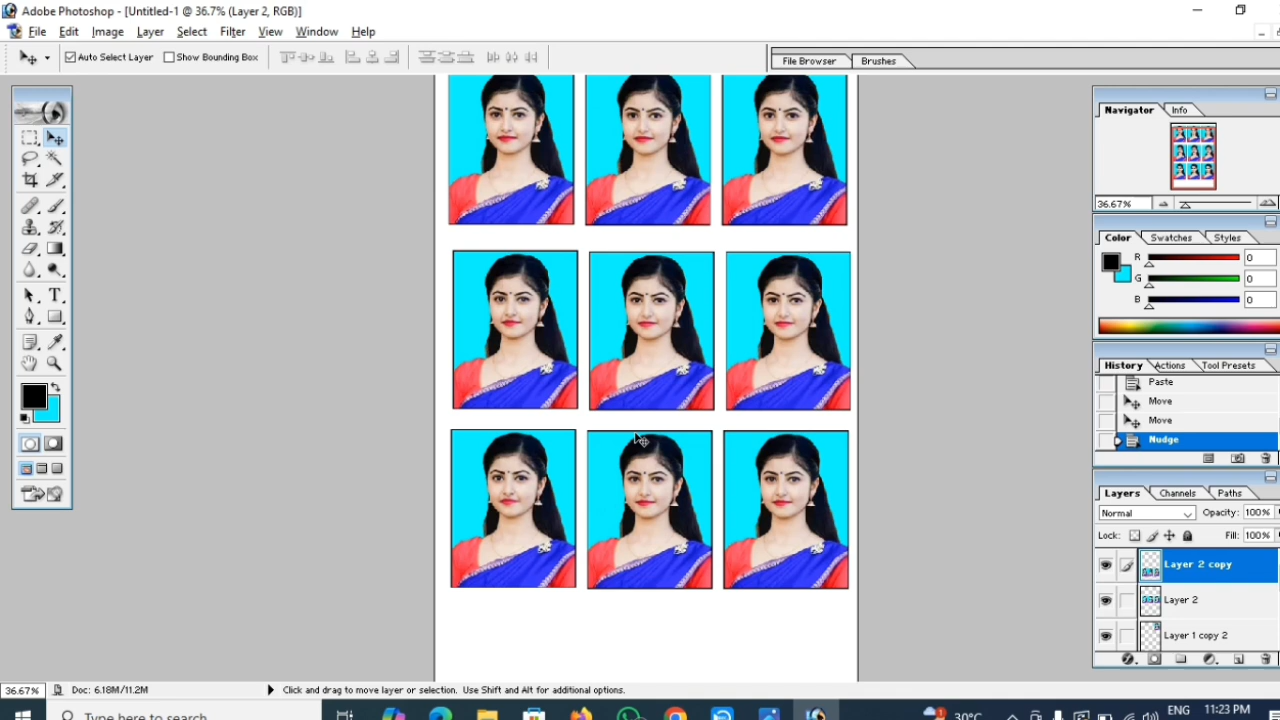 Adobe Photoshop - [Untitled-1 @ 36.7% (Layer 2, RGB)]
File Edit Image Layer Select Filter View Window Help
Auto Select Layer Show Bounding Box
File Browser Brushes
Navigator Info
36.67%
Color Swatches Styles
R 0
G 0
B 0
History Actions Tool Presets
Paste
Move
Move
Nudge
Layers Channels Paths
Normal Opacity: 100%
Lock: Fill: 100%
Layer 2 copy
Layer 2
Layer 1 copy 2
36.67% Doc: 6.18M/11.2M Click and drag to move layer or selection. Use Shift and Alt for additional options.
Type here to search 30°C ENG 11:23 PM